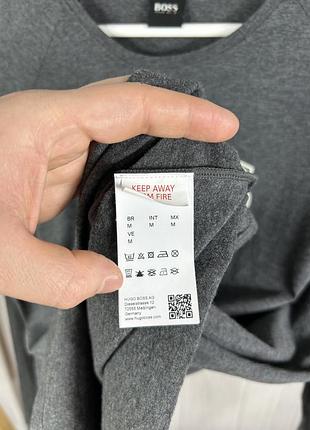 BOSS
KEEP AWAY
FIRE
BR INT MX
M M M
VE
M
HUGO BOSS AG
Dieselstrasse 12
72555 Metzingen
Germany
www.hugoboss.com